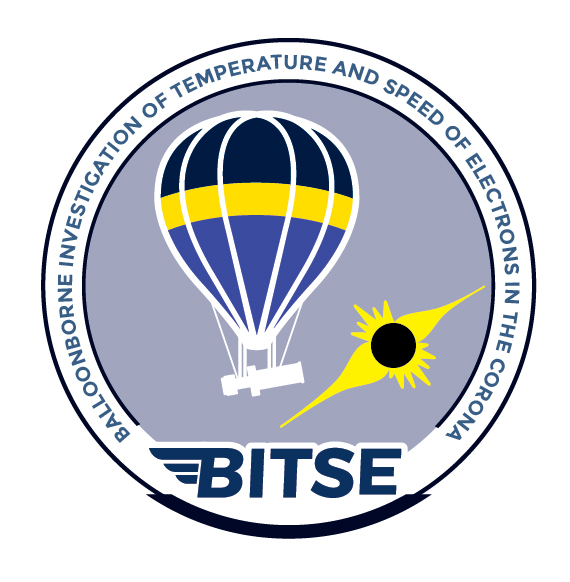 BALLOONBORNE INVESTIGATION OF TEMPERATURE AND SPEED OF ELECTRONS IN THE CORONA
BITSE